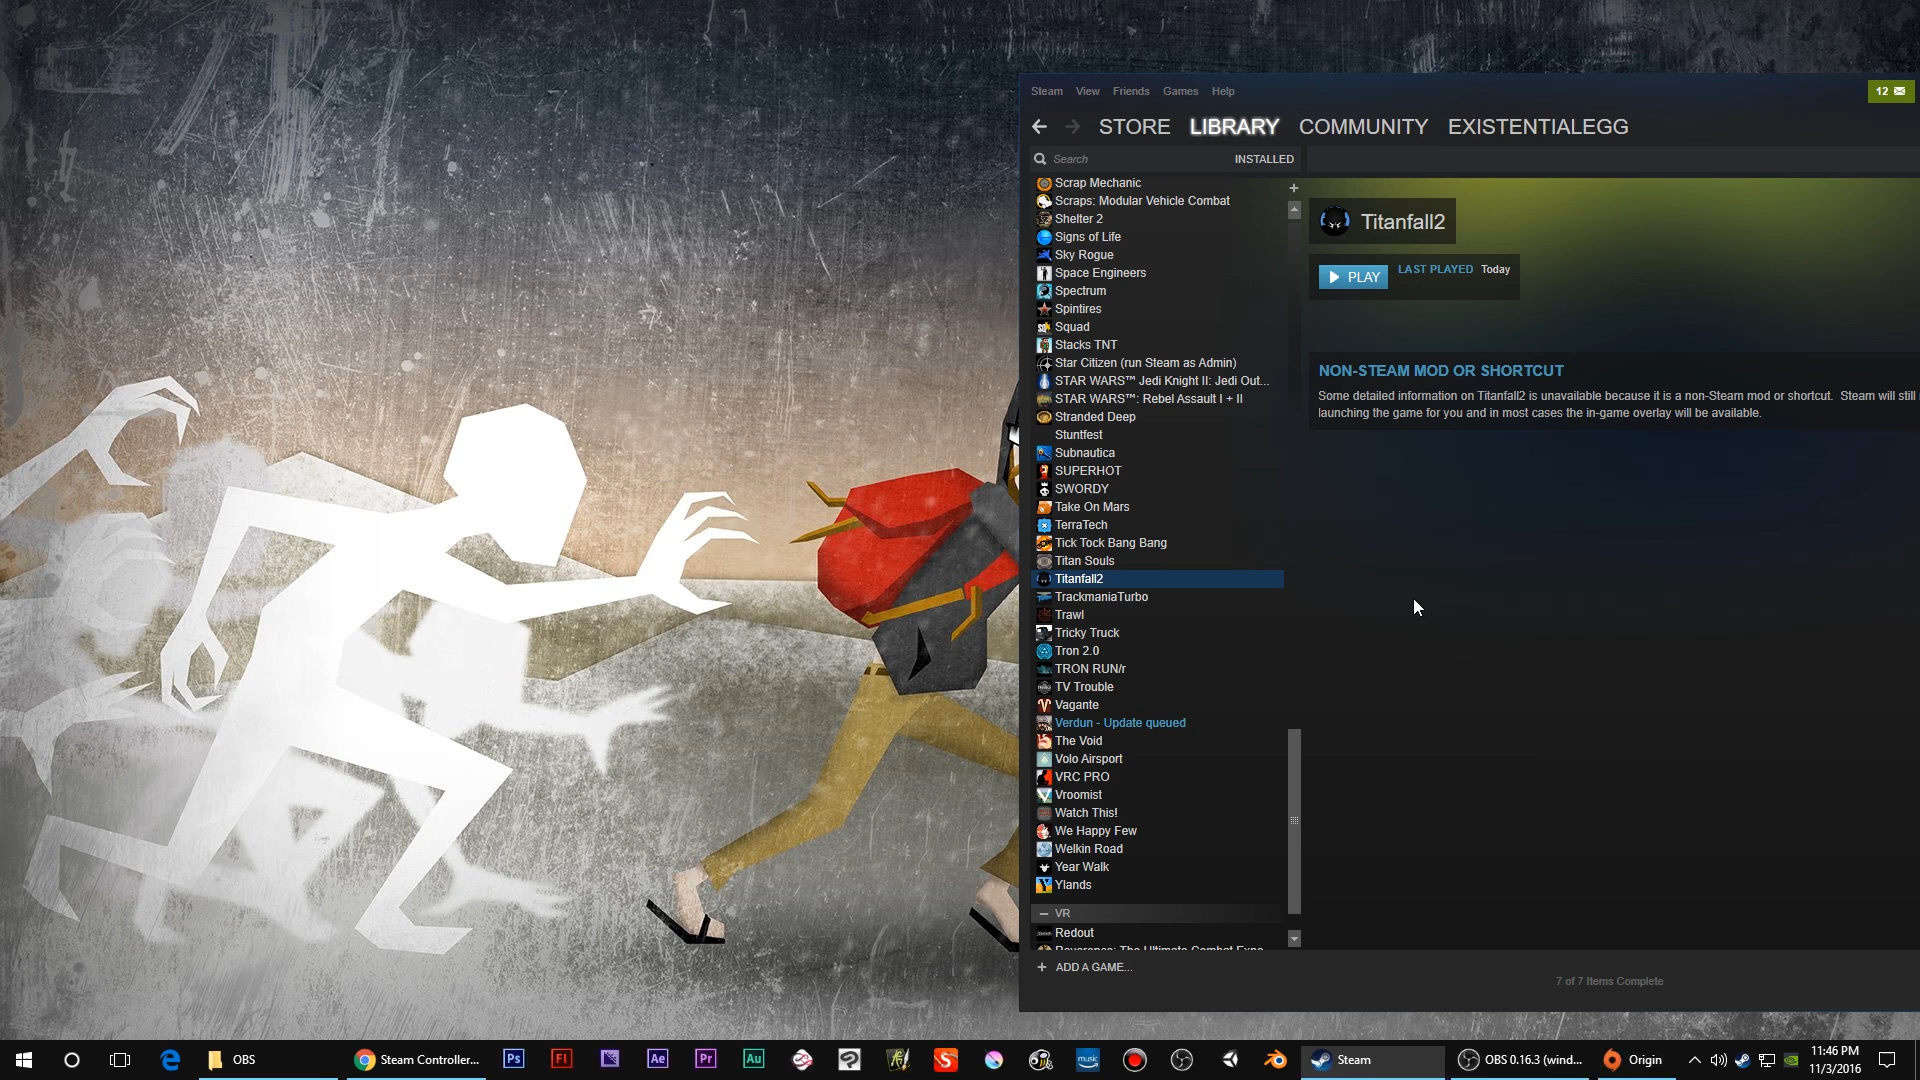 Steam View Friends Games Help
12
STORE LIBRARY COMMUNITY EXISTENTIALEGG
Search INSTALLED
Scrap Mechanic
Scraps: Modular Vehicle Combat
Shelter 2
Signs of Life
Sky Rogue
Space Engineers
Spectrum
Spintires
Squad
Stacks TNT
Star Citizen (run Steam as Admin)
STAR WARS™ Jedi Knight II: Jedi Out...
STAR WARS™: Rebel Assault I + II
Stranded Deep
Stuntfest
Subnautica
SUPERHOT
SWORDY
Take On Mars
TerraTech
Tick Tock Bang Bang
Titan Souls
Titanfall2
TrackmaniaTurbo
Trawl
Tricky Truck
Tron 2.0
TRON RUN/r
TV Trouble
Vagante
Verdun - Update queued
The Void
Volo Airsport
VRC PRO
Vroomist
Watch This!
We Happy Few
Welkin Road
Year Walk
Ylands
VR
Redout
ADD A GAME...
Titanfall2
PLAY LAST PLAYED Today
NON-STEAM MOD OR SHORTCUT
Some detailed information on Titanfall2 is unavailable because it is a non-Steam mod or shortcut. Steam will still
launching the game for you and in most cases the in-game overlay will be available.
7 of 7 Items Complete
OBS
Steam Controller...
Ps Fl Ae Pr Au
music
Steam
OBS 0.16.3 (wind...
Origin
11:46 PM
11/3/2016